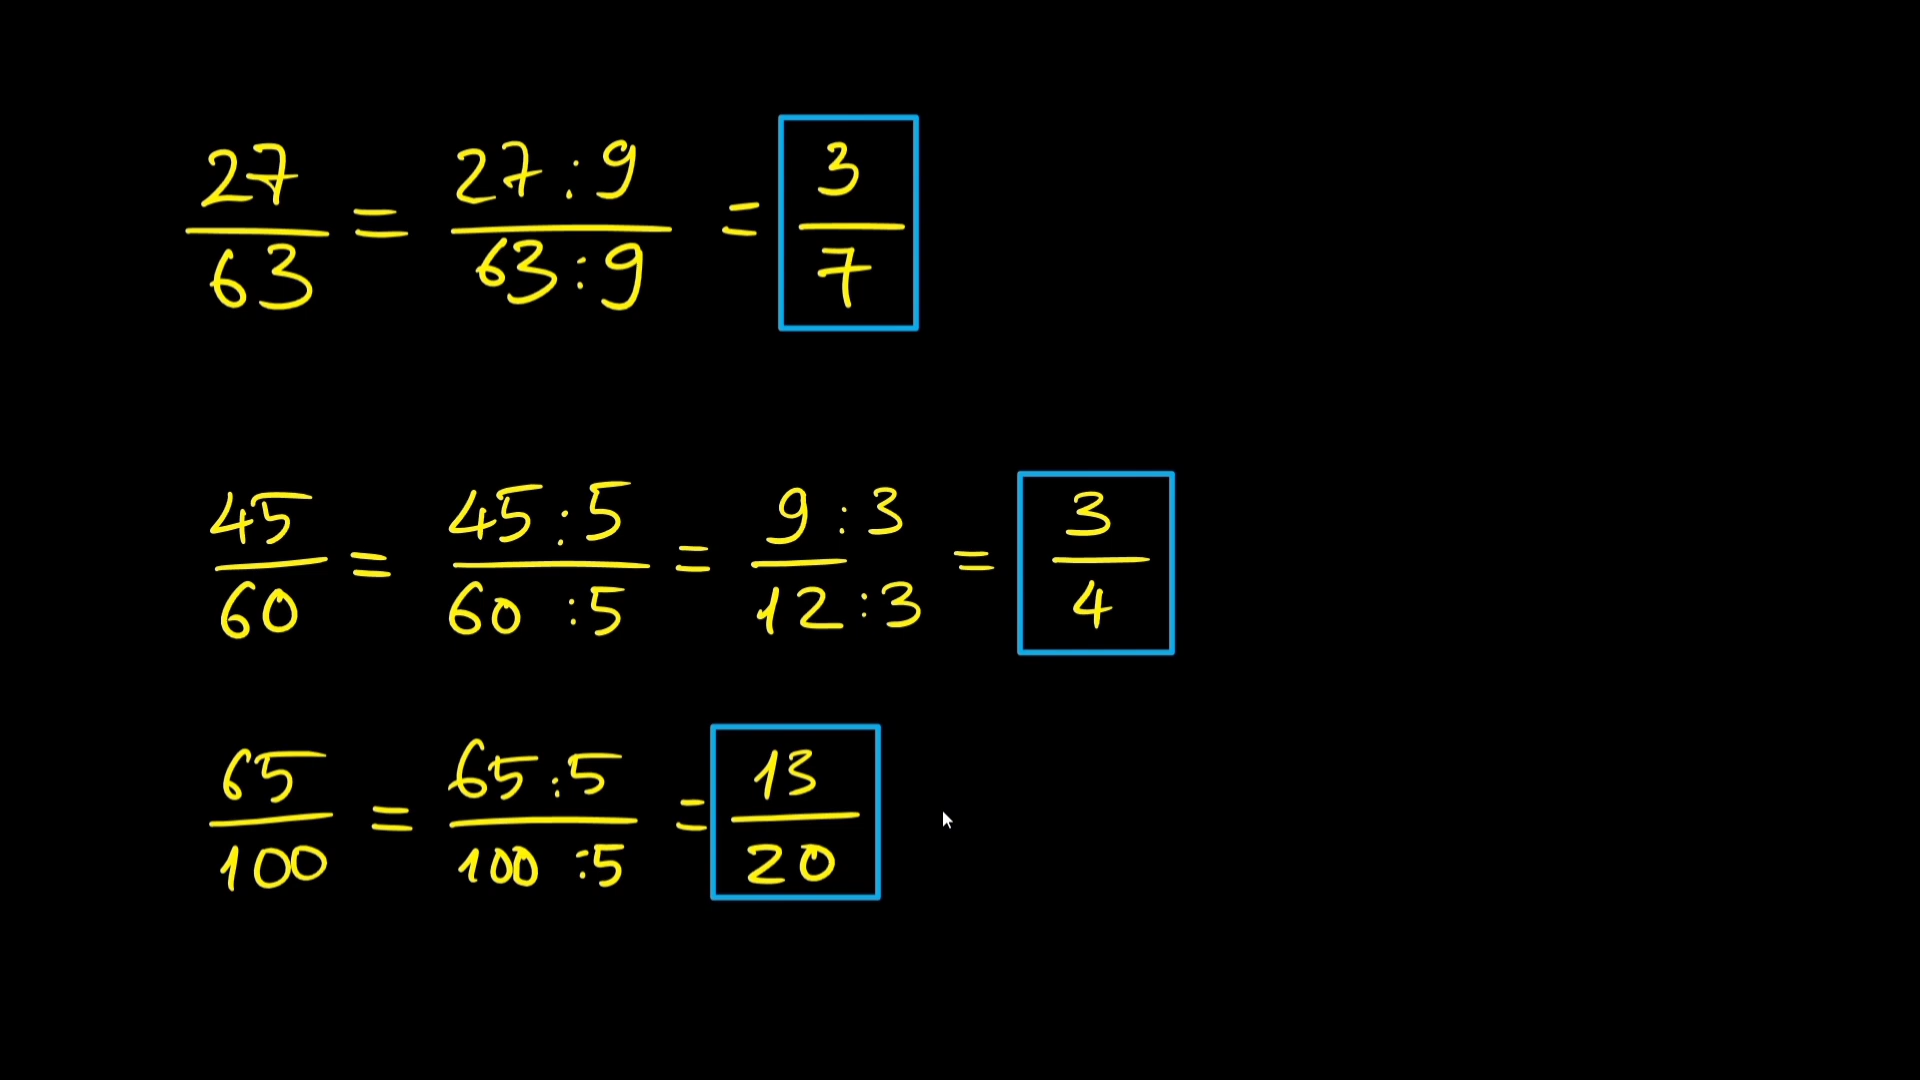 27/63 = 27:9/63:9 = 3/7
45/60 = 45:5/60:5 = 9:3/12:3 = 3/4
65/100 = 65:5/100:5 = 13/20